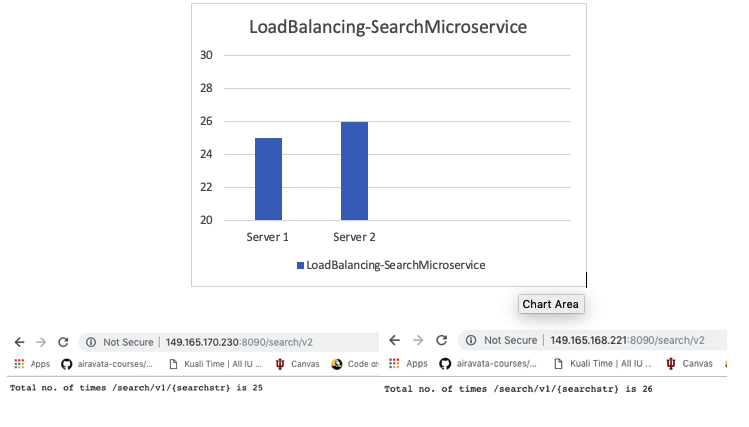 LoadBalancing-SearchMicroservice
30
28
26
24
22
20
Server 1 Server 2
LoadBalancing-SearchMicroservice
Chart Area
Not Secure | 149.165.170.230:8090/search/v2
Apps airavata-courses/... Kuali Time | All IU ... Canvas Code or
Total no. of times /search/v1/{searchstr} is 25
Not Secure | 149.165.168.221:8090/search/v2
Apps airavata-courses/... Kuali Time | All IU ... Canvas
Total no. of times /search/v1/{searchstr} is 26